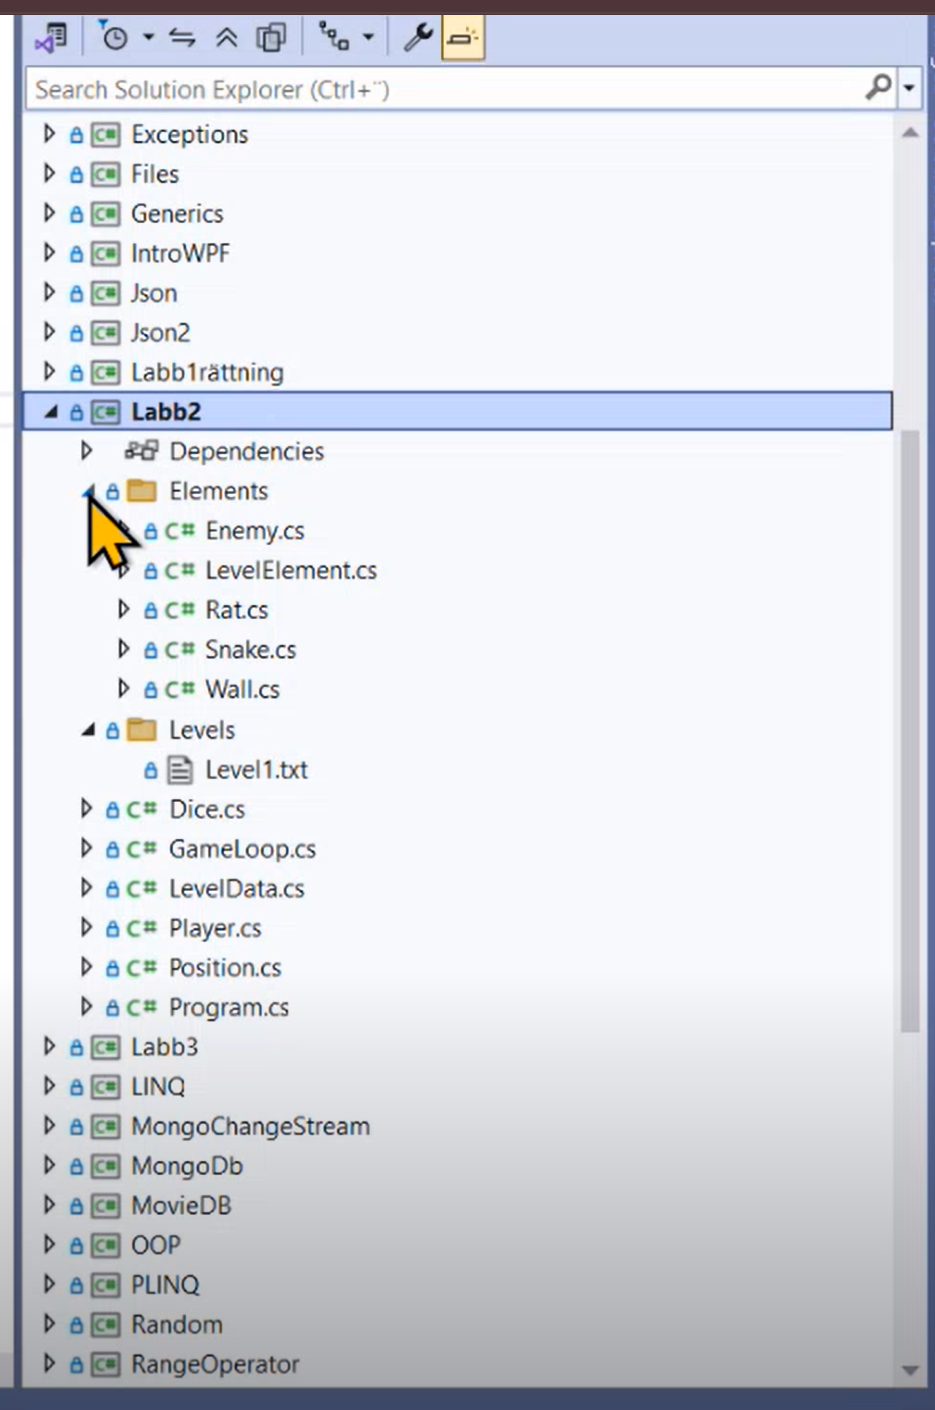 Search Solution Explorer (Ctrl+¨)
C# Exceptions
C# Files
C# Generics
C# IntroWPF
C# Json
C# Json2
C# Labb1rättning
C# Labb2
Dependencies
Elements
C# Enemy.cs
C# LevelElement.cs
C# Rat.cs
C# Snake.cs
C# Wall.cs
Levels
Level1.txt
C# Dice.cs
C# GameLoop.cs
C# LevelData.cs
C# Player.cs
C# Position.cs
C# Program.cs
C# Labb3
C# LINQ
C# MongoChangeStream
C# MongoDb
C# MovieDB
C# OOP
C# PLINQ
C# Random
C# RangeOperator